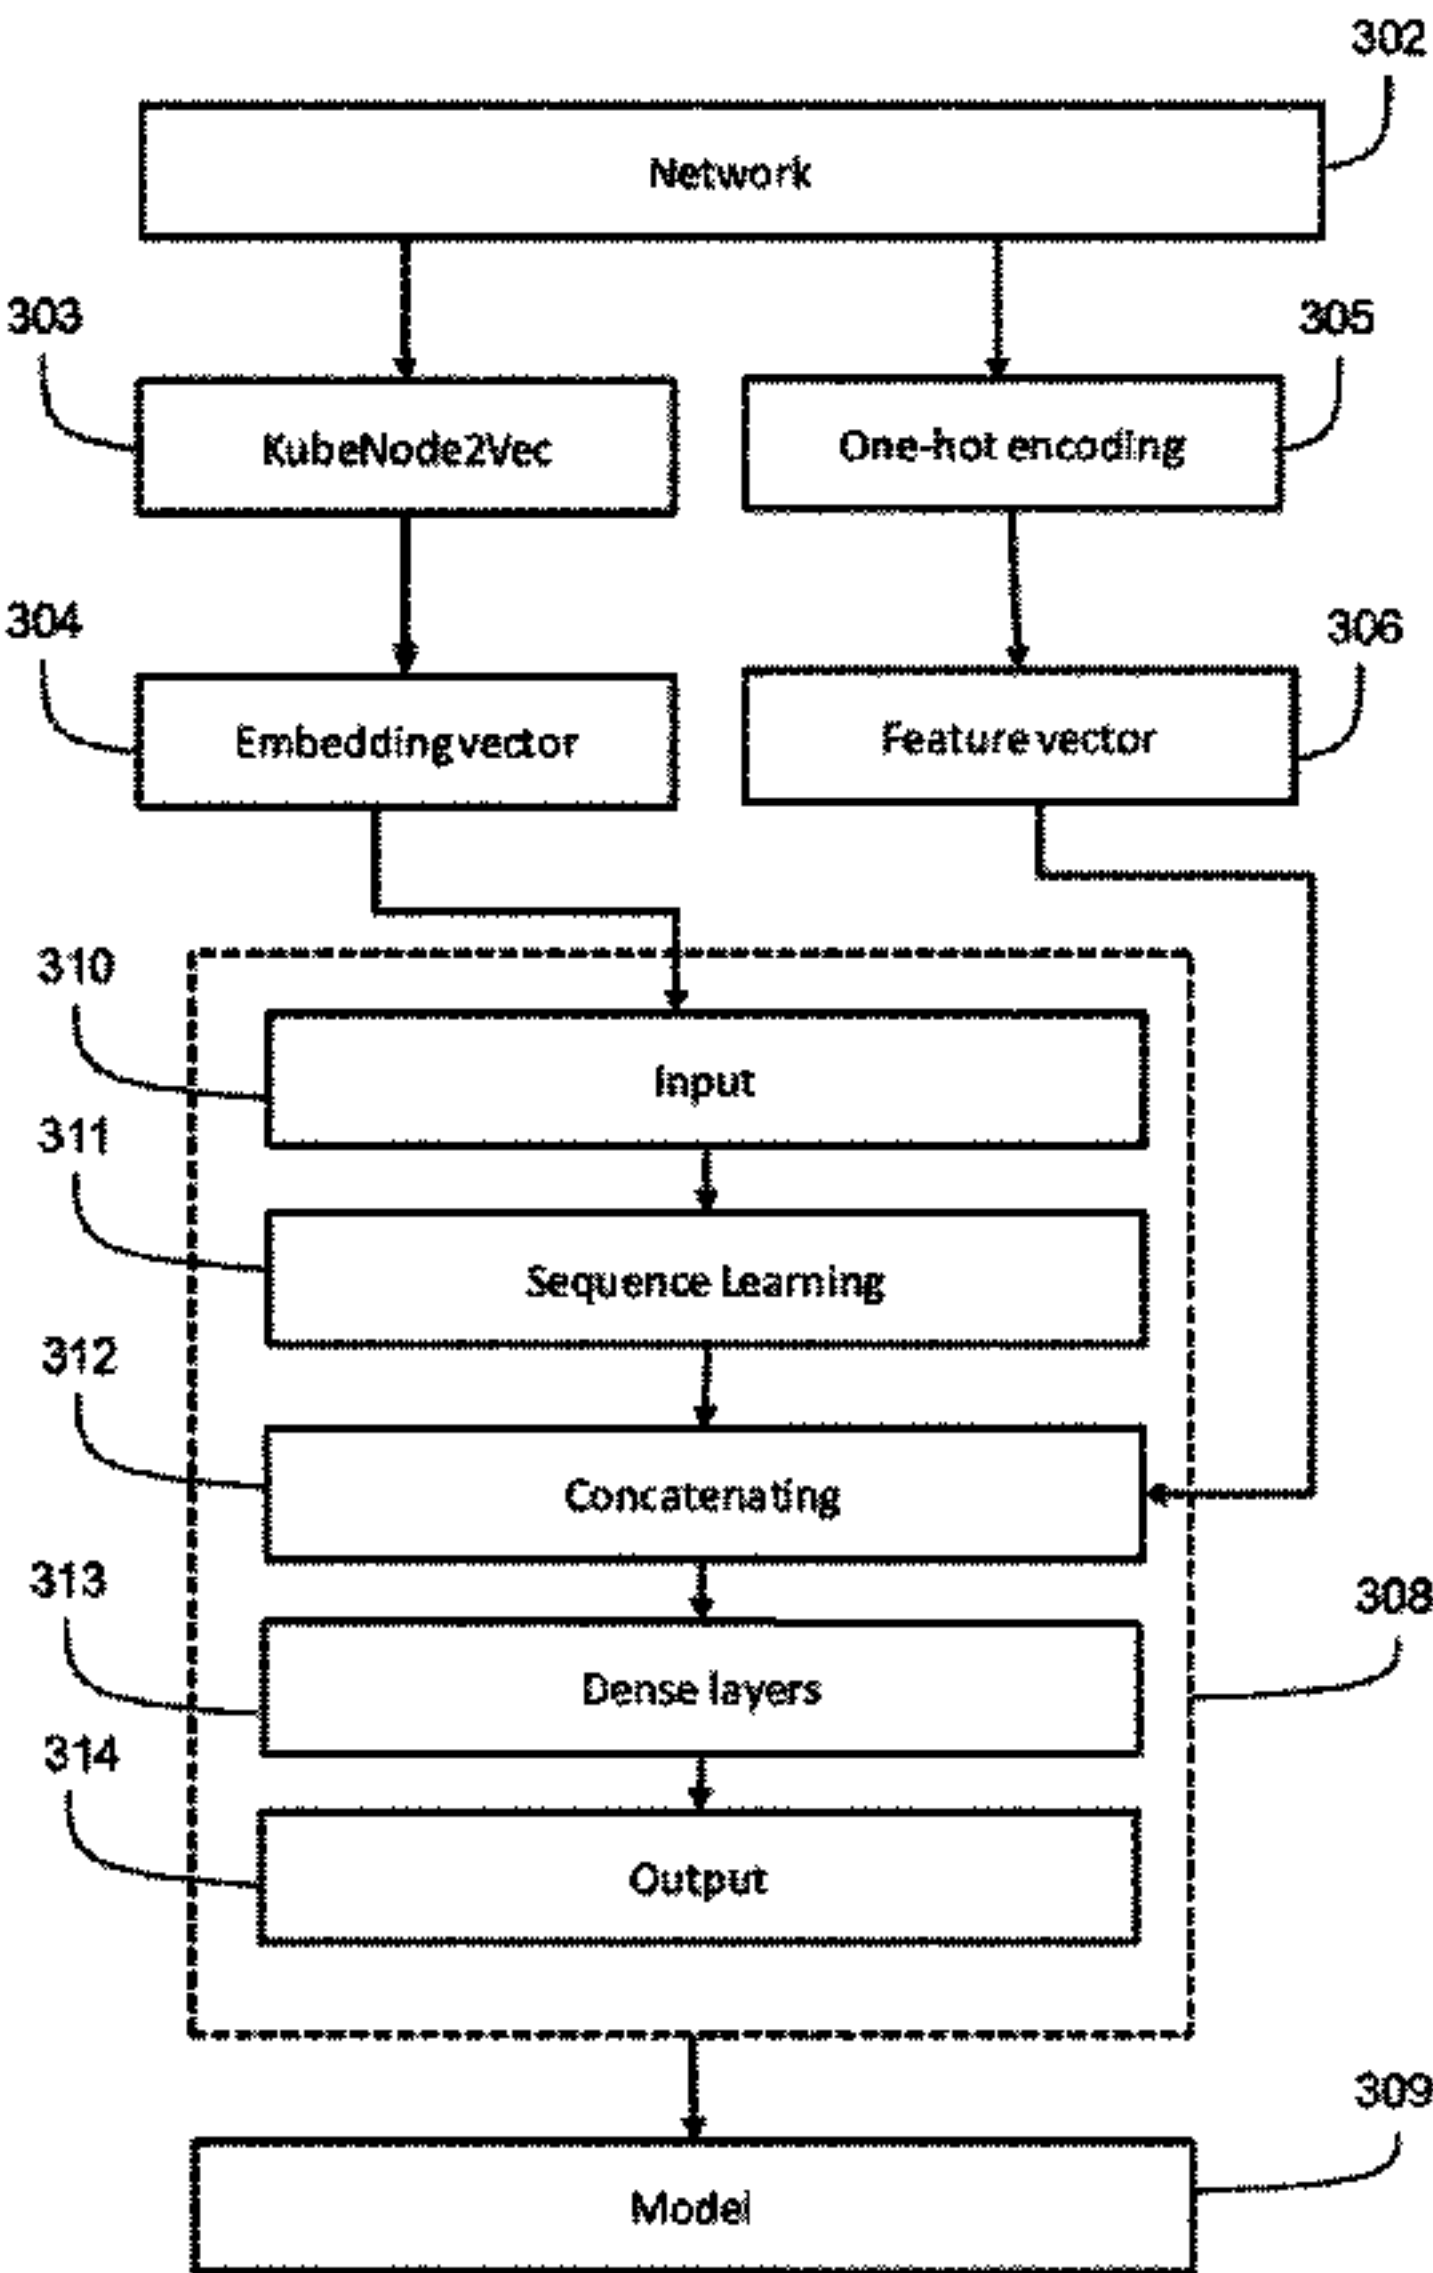 302
Network
303
305
KubeNode2Vec
One-hot encoding
304
306
Embedding vector
Feature vector
310
Input
311
Sequence Learning
312
Concatenating
313
308
Dense layers
314
Output
309
Model